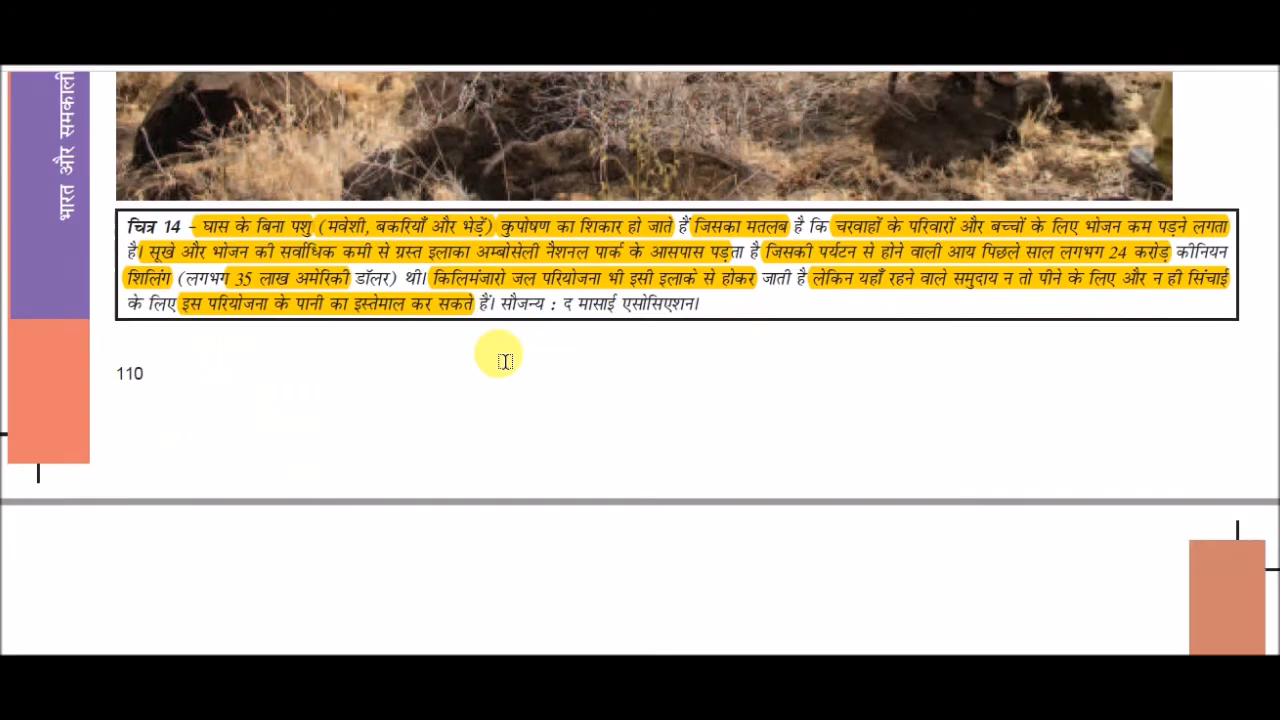 भारत और समकाली
चित्र 14 – घास के बिना पशु (मवेशी, बकरियाँ और भेड़ें) कुपोषण का शिकार हो जाते हैं जिसका मतलब है कि चरवाहों के परिवारों और बच्चों के लिए भोजन कम पड़ने लगता
है। सूखे और भोजन की सर्वाधिक कमी से ग्रस्त इलाका अम्बोसेली नैशनल पार्क के आसपास पड़ता है जिसकी पर्यटन से होने वाली आय पिछले साल लगभग 24 करोड़ कीनियन
शिलिंग (लगभग 35 लाख अमेरिकी डॉलर) थी। किलिमंजारो जल परियोजना भी इसी इलाके से होकर जाती है लेकिन यहाँ रहने वाले समुदाय न तो पीने के लिए और न ही सिंचाई
के लिए इस परियोजना के पानी का इस्तेमाल कर सकते हैं। सौजन्य : द मासाई एसोसिएशन।
110